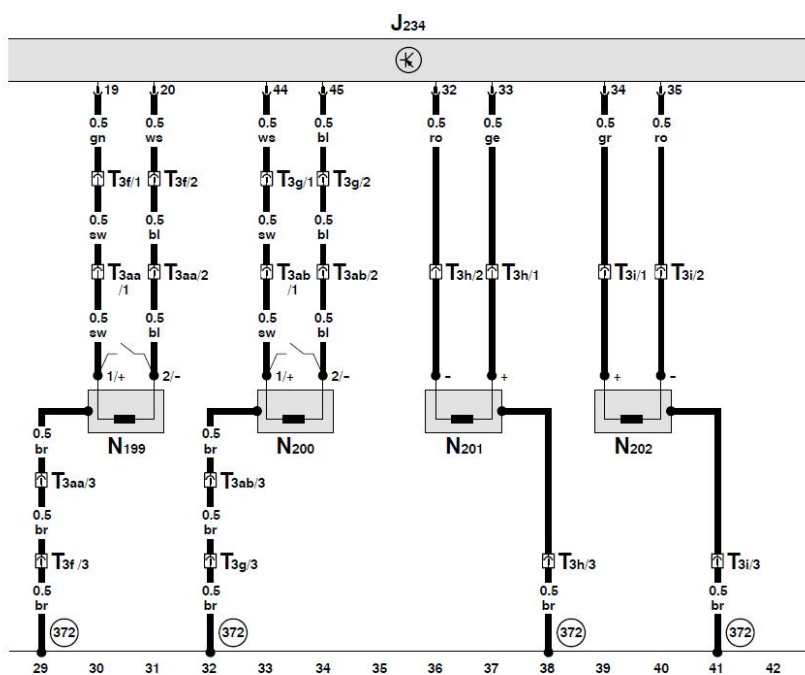 J234
19 20 44 45 32 33 34 35
0.5 0.5 0.5 0.5 0.5 0.5 0.5 0.5
gn ws ws bl ro ge gr ro
T3f/1 T3f/2 T3g/1 T3g/2
0.5 0.5 0.5 0.5
sw bl sw bl
T3aa T3aa/2 T3ab T3ab/2 T3h/2 T3h/1 T3i/1 T3i/2
/1 /1
0.5 0.5 0.5 0.5
sw bl sw bl
1/+ 2/- 1/+ 2/- - + + -
0.5 0.5
br br
N199 N200 N201 N202
T3aa/3 T3ab/3
0.5 0.5
br br
T3f/3 T3g/3 T3h/3 T3i/3
0.5 0.5 0.5 0.5
br br br br
372 372 372 372
29 30 31 32 33 34 35 36 37 38 39 40 41 42